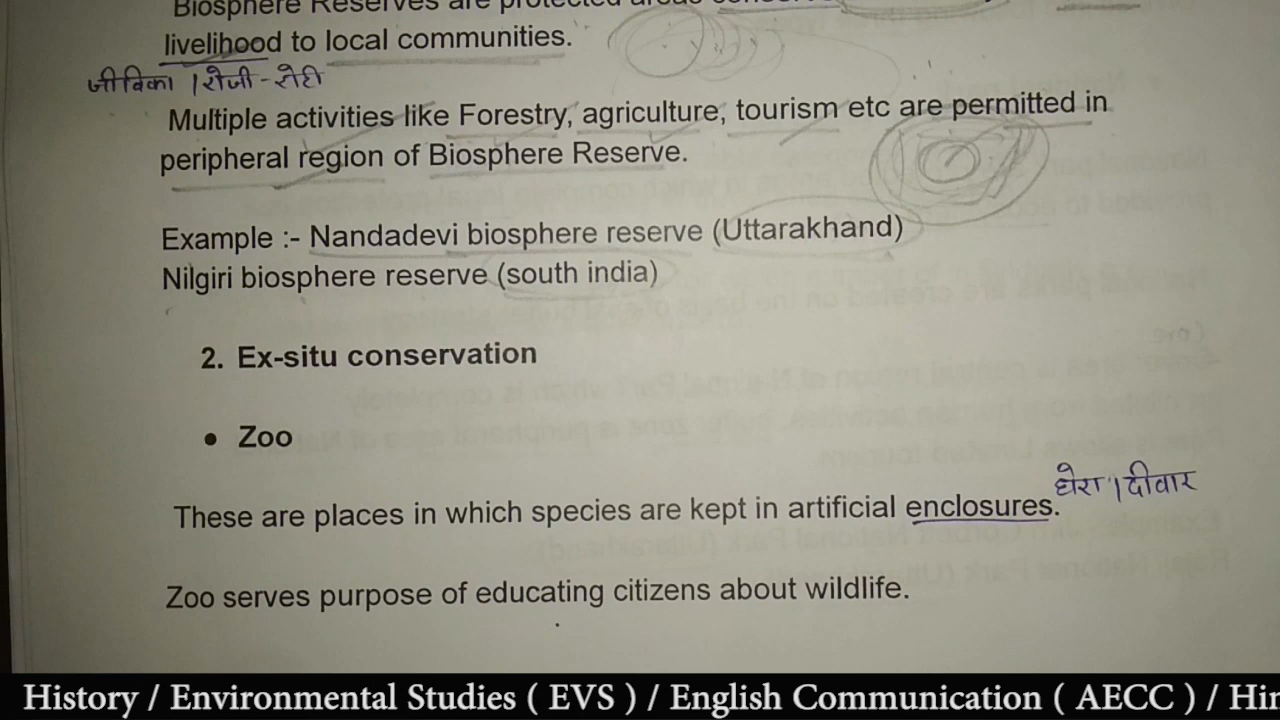 Biosphere Reserves are protected areas
livelihood to local communities.
जीविका / रोजी-रोटी
Multiple activities like Forestry, agriculture, tourism etc are permitted in
peripheral region of Biosphere Reserve.
Example :- Nandadevi biosphere reserve (Uttarakhand)
Nilgiri biosphere reserve (south india)
2. Ex-situ conservation
• Zoo
घेरा / दीवार
These are places in which species are kept in artificial enclosures.
Zoo serves purpose of educating citizens about wildlife.
History / Environmental Studies ( EVS ) / English Communication ( AECC ) / Hin